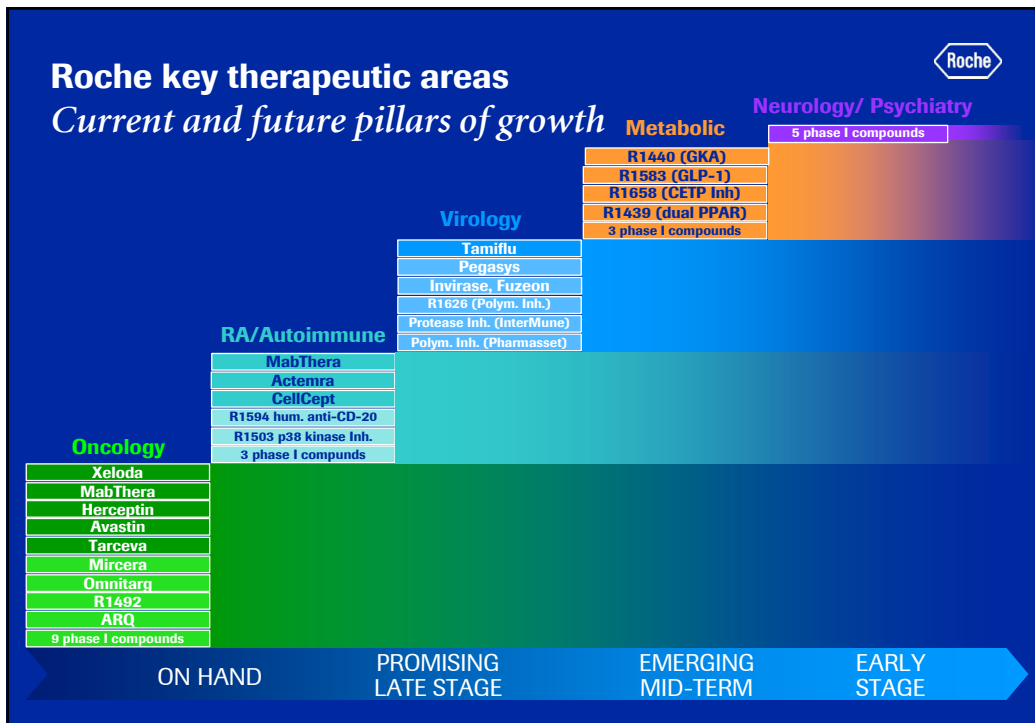 Roche key therapeutic areas
Current and future pillars of growth
Roche
Neurology/ Psychiatry
5 phase I compounds
Metabolic
R1440 (GKA)
R1583 (GLP-1)
R1658 (CETP Inh)
R1439 (dual PPAR)
3 phase I compounds
Virology
Tamiflu
Pegasys
Invirase, Fuzeon
R1626 (Polym. Inh.)
Protease Inh. (InterMune)
Polym. Inh. (Pharmasset)
RA/Autoimmune
MabThera
Actemra
CellCept
R1594 hum. anti-CD-20
R1503 p38 kinase Inh.
3 phase I compunds
Oncology
Xeloda
MabThera
Herceptin
Avastin
Tarceva
Mircera
Omnitarg
R1492
ARQ
9 phase I compounds
ON HAND
PROMISING
LATE STAGE
EMERGING
MID-TERM
EARLY
STAGE